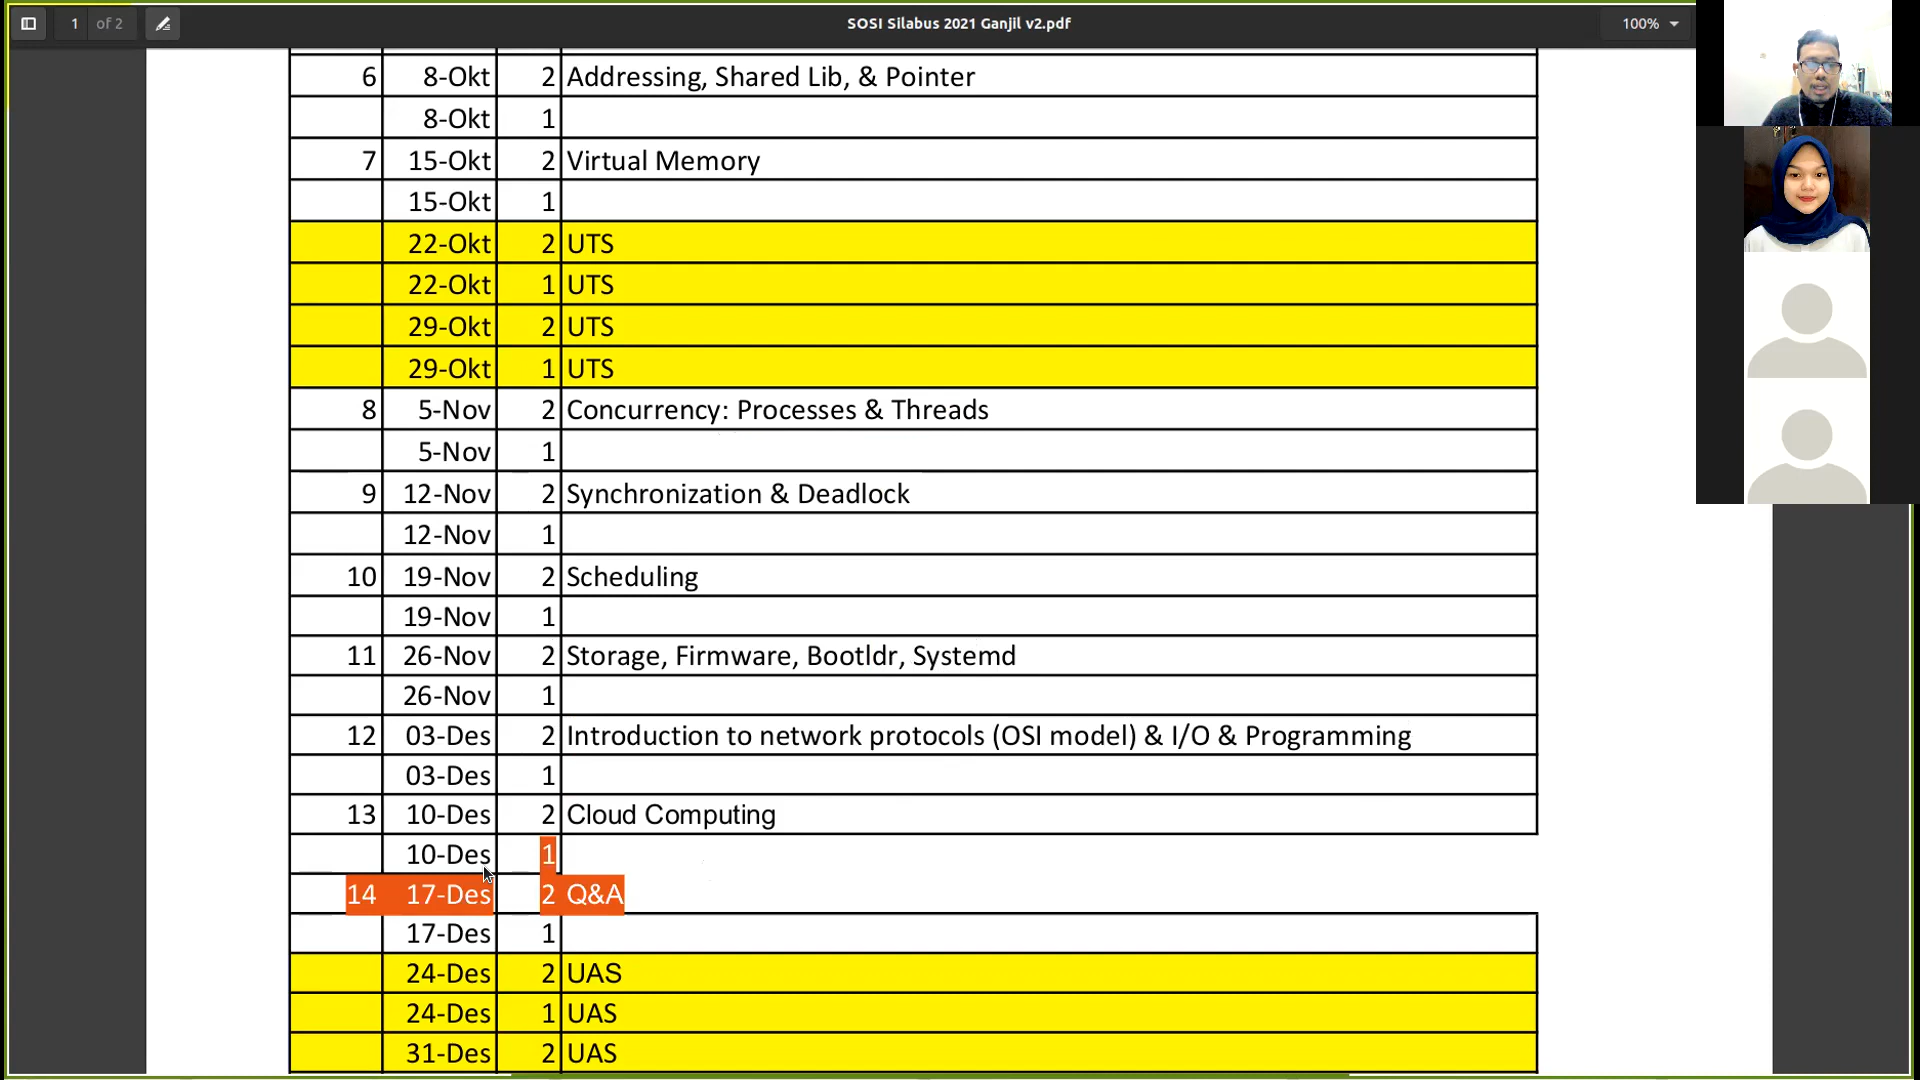 1 of 2 SOSI Silabus 2021 Ganjil v2.pdf 100%
6 8-Okt 2 Addressing, Shared Lib, & Pointer
8-Okt 1
7 15-Okt 2 Virtual Memory
15-Okt 1
22-Okt 2 UTS
22-Okt 1 UTS
29-Okt 2 UTS
29-Okt 1 UTS
8 5-Nov 2 Concurrency: Processes & Threads
5-Nov 1
9 12-Nov 2 Synchronization & Deadlock
12-Nov 1
10 19-Nov 2 Scheduling
19-Nov 1
11 26-Nov 2 Storage, Firmware, Bootldr, Systemd
26-Nov 1
12 03-Des 2 Introduction to network protocols (OSI model) & I/O & Programming
03-Des 1
13 10-Des 2 Cloud Computing
10-Des 1
14 17-Des 2 Q&A
17-Des 1
24-Des 2 UAS
24-Des 1 UAS
31-Des 2 UAS